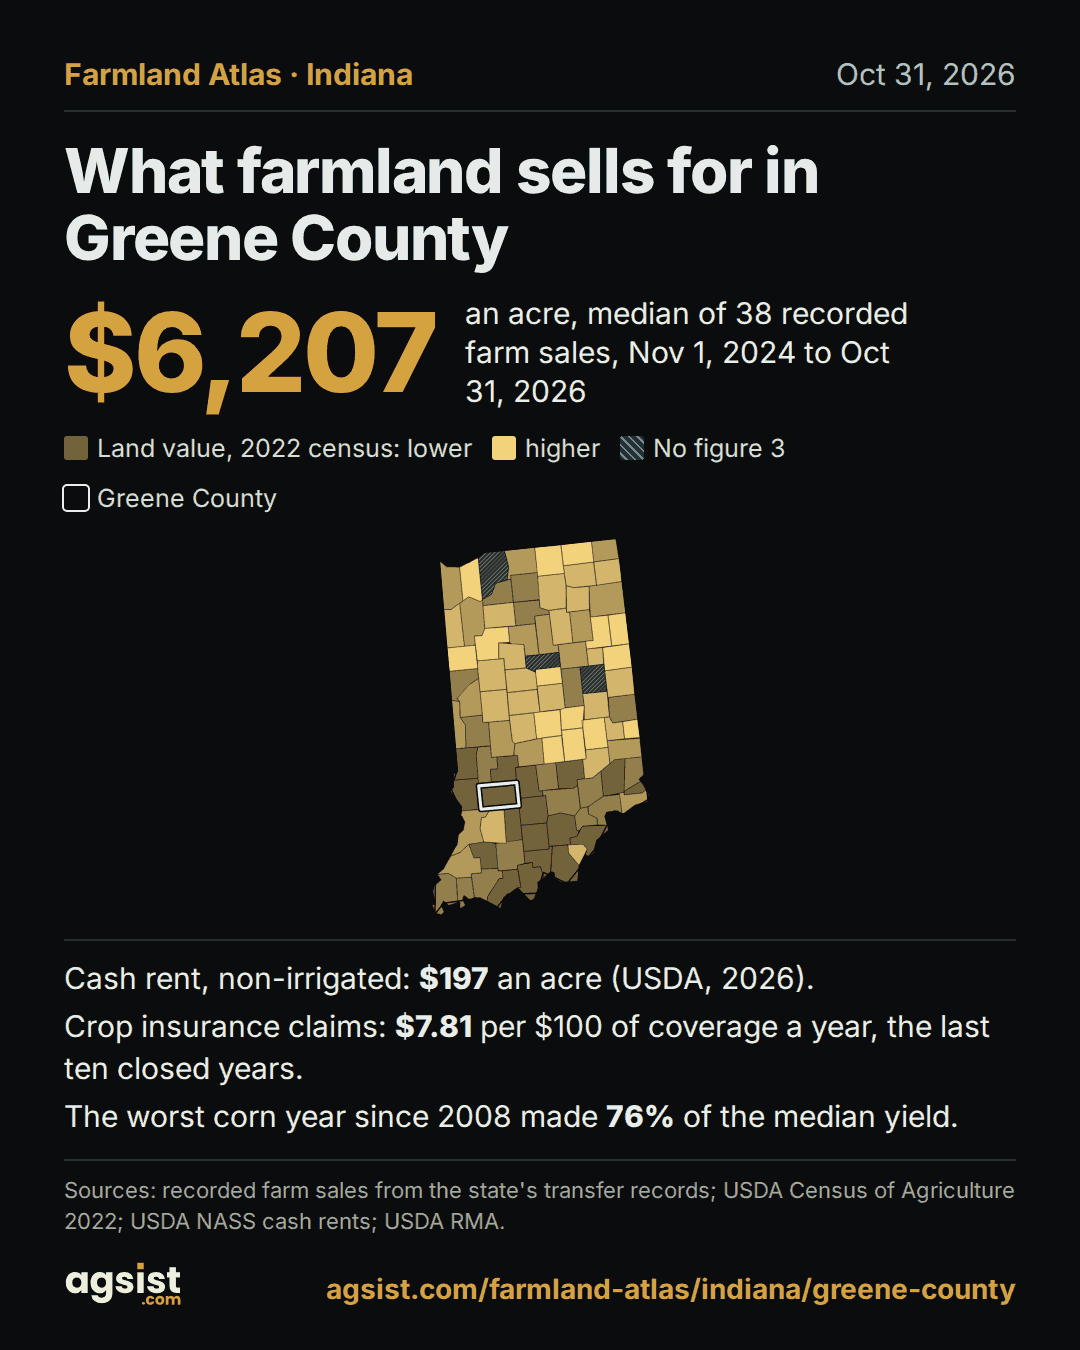 Farmland Atlas · Indiana
Oct 31, 2026
What farmland sells for in
Greene County
$6,207
an acre, median of 38 recorded
farm sales, Nov 1, 2024 to Oct
31, 2026
Land value, 2022 census: lower
higher
No figure 3
Greene County
Cash rent, non-irrigated: $197 an acre (USDA, 2026).
Crop insurance claims: $7.81 per $100 of coverage a year, the last
ten closed years.
The worst corn year since 2008 made 76% of the median yield.
Sources: recorded farm sales from the state's transfer records; USDA Census of Agriculture
2022; USDA NASS cash rents; USDA RMA.
agsist
.com
agsist.com/farmland-atlas/indiana/greene-county